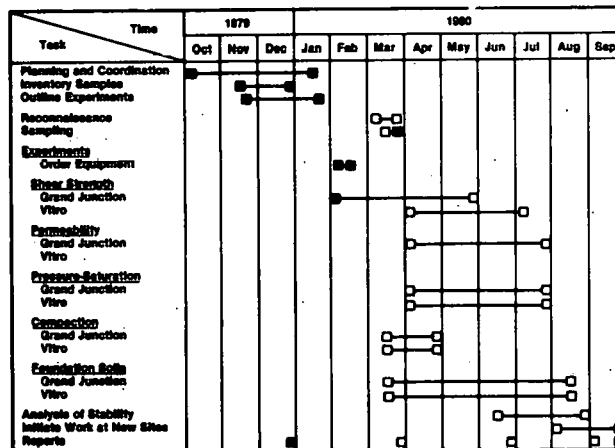 Time
1979
1980
Task
Oct Nov Dec Jan Feb Mar Apr May Jun Jul Aug Sep
Planning and Coordination
Inventory Samples
Outline Experiments
Reconnaissance
Sampling
Experiments
Order Equipment
Shear Strength
Grand Junction
Vitro
Permeability
Grand Junction
Vitro
Pressure-Saturation
Grand Junction
Vitro
Compaction
Grand Junction
Vitro
Foundation Soils
Grand Junction
Vitro
Analysis of Stability
Initiate Work at New Sites
Reports